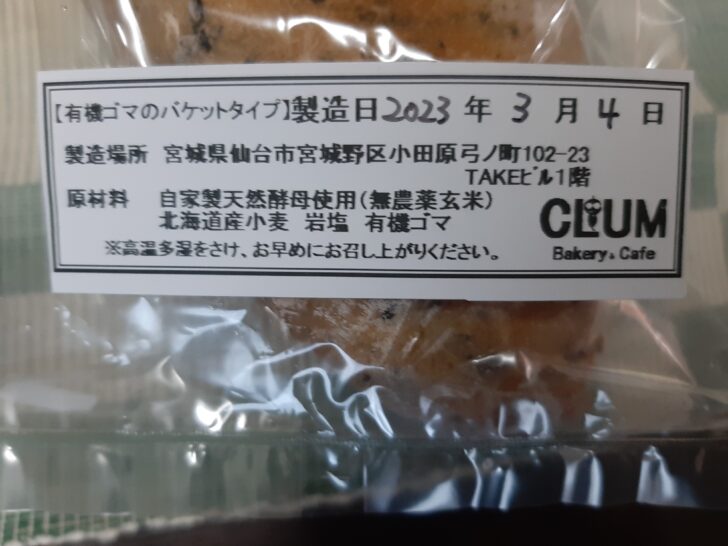 【有機ゴマのバケットタイプ】製造日2023年3月4日
製造場所 宮城県仙台市宮城野区小田原弓ノ町102-23
TAKEビル1階
原材料 自家製天然酵母使用(無農薬玄米)
北海道産小麦 岩塩 有機ゴマ
※高温多湿をさけ、お早めにお召し上がりください。
CLUM
Bakery & Cafe